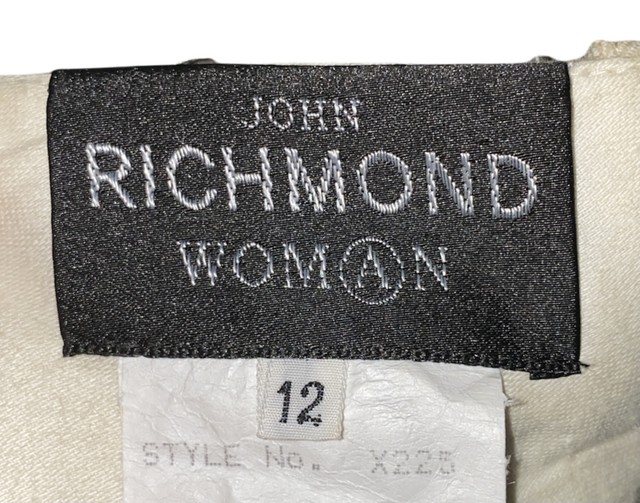 JOHN
RICHMOND
WOMAN
12
STYLE No. X225